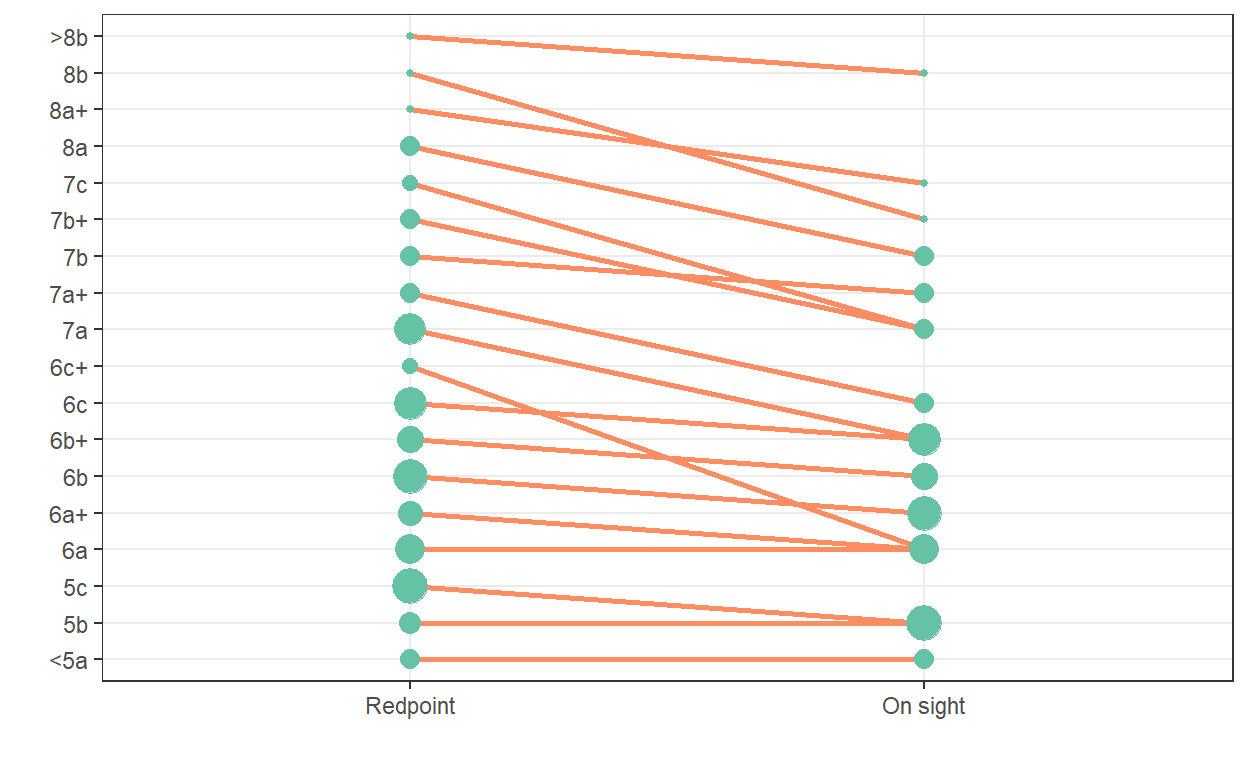 >8b
8b
8a+
8a
7c
7b+
7b
7a+
7a
6c+
6c
6b+
6b
6a+
6a
5c
5b
<5a
Redpoint On sight